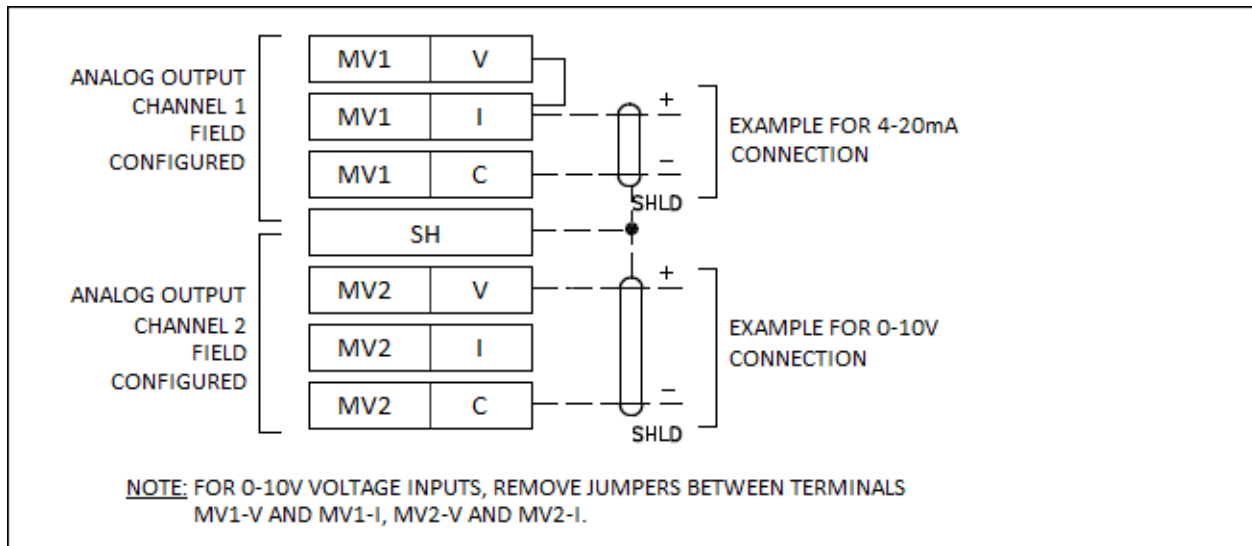 ANALOG OUTPUT
CHANNEL 1
FIELD
CONFIGURED
MV1 V
MV1 I
MV1 C
SH
+
−
SHLD
EXAMPLE FOR 4-20mA
CONNECTION
ANALOG OUTPUT
CHANNEL 2
FIELD
CONFIGURED
MV2 V
MV2 I
MV2 C
+
−
SHLD
EXAMPLE FOR 0-10V
CONNECTION
NOTE: FOR 0-10V VOLTAGE INPUTS, REMOVE JUMPERS BETWEEN TERMINALS
MV1-V AND MV1-I, MV2-V AND MV2-I.